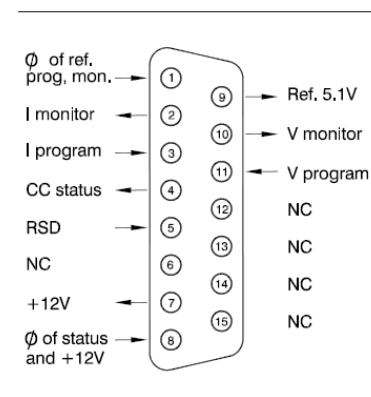 Ø of ref.
prog, mon.
I monitor
I program
CC status
RSD
NC
+12V
Ø of status
and +12V
1
2
3
4
5
6
7
8
9
10
11
12
13
14
15
Ref. 5.1V
V monitor
V program
NC
NC
NC
NC